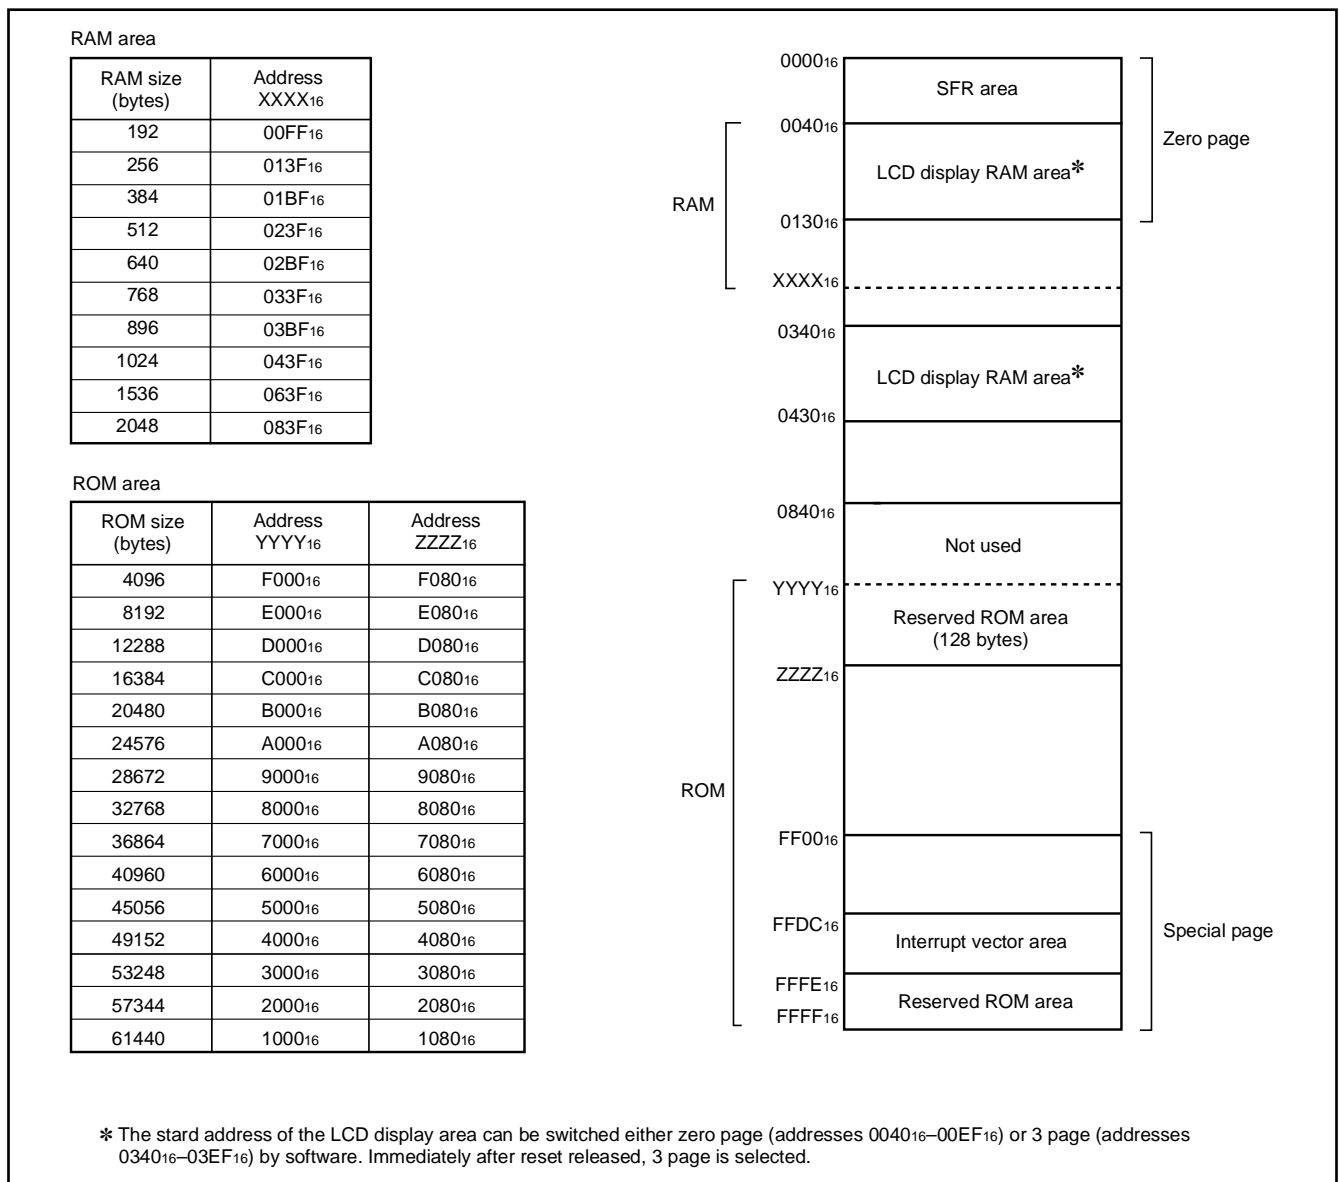 RAM area
RAM size (bytes) Address XXXX16
192 00FF16
256 013F16
384 01BF16
512 023F16
640 02BF16
768 033F16
896 03BF16
1024 043F16
1536 063F16
2048 083F16
ROM area
ROM size (bytes) Address YYYY16 Address ZZZZ16
4096 F00016 F08016
8192 E00016 E08016
12288 D00016 D08016
16384 C00016 C08016
20480 B00016 B08016
24576 A00016 A08016
28672 900016 908016
32768 800016 808016
36864 700016 708016
40960 600016 608016
45056 500016 508016
49152 400016 408016
53248 300016 308016
57344 200016 208016
61440 100016 108016
000016
SFR area
Zero page
004016
LCD display RAM area✻
RAM
013016
XXXX16
034016
LCD display RAM area✻
043016
084016
Not used
YYYY16
Reserved ROM area
(128 bytes)
ZZZZ16
ROM
FF0016
FFDC16
Interrupt vector area
Special page
FFFE16
Reserved ROM area
FFFF16
✻ The stard address of the LCD display area can be switched either zero page (addresses 004016–00EF16) or 3 page (addresses
034016–03EF16) by software. Immediately after reset released, 3 page is selected.